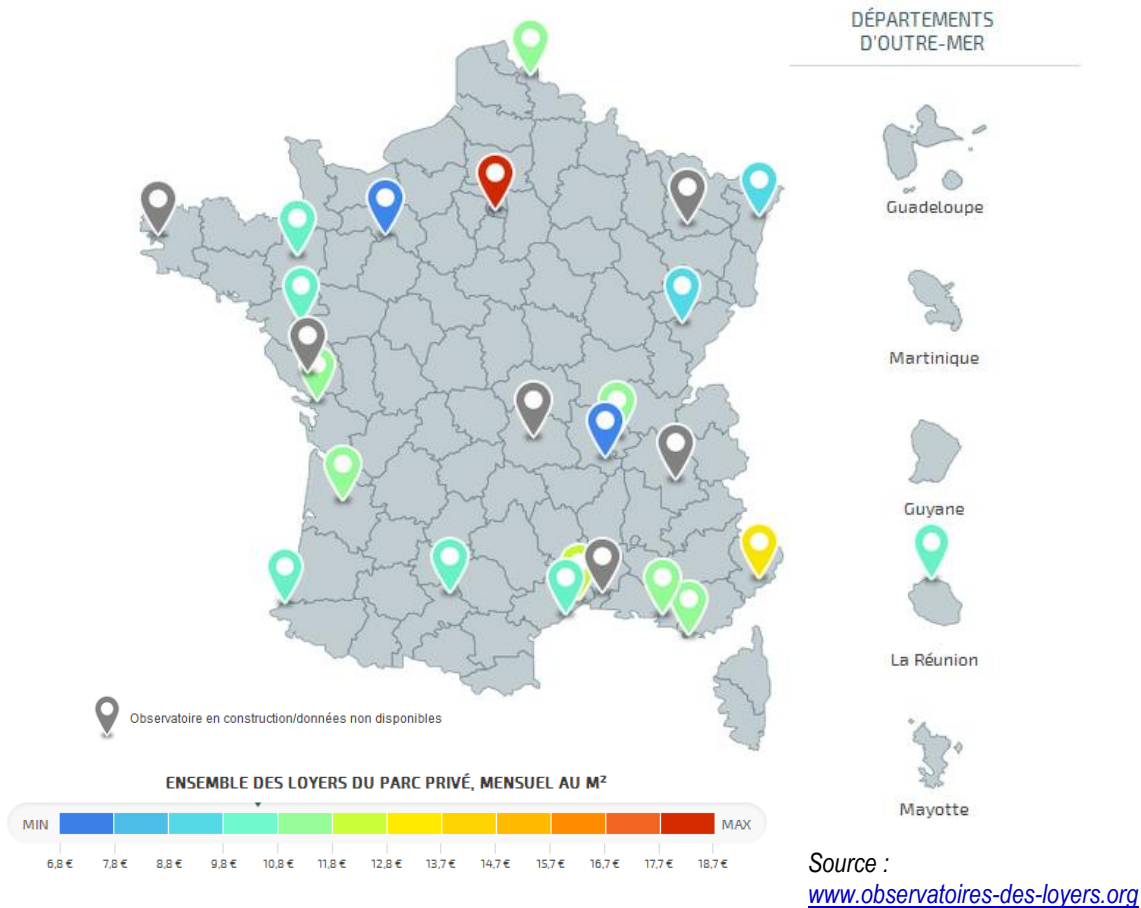 DÉPARTEMENTS
D'OUTRE-MER
Guadeloupe
Martinique
Guyane
La Réunion
Mayotte
Observatoire en construction/données non disponibles
ENSEMBLE DES LOYERS DU PARC PRIVÉ, MENSUEL AU M²
MIN MAX
6,8 € 7,8 € 8,8 € 9,8 € 10,8 € 11,8 € 12,8 € 13,7 € 14,7 € 15,7 € 16,7 € 17,7 € 18,7 €
Source :
www.observatoires-des-loyers.org